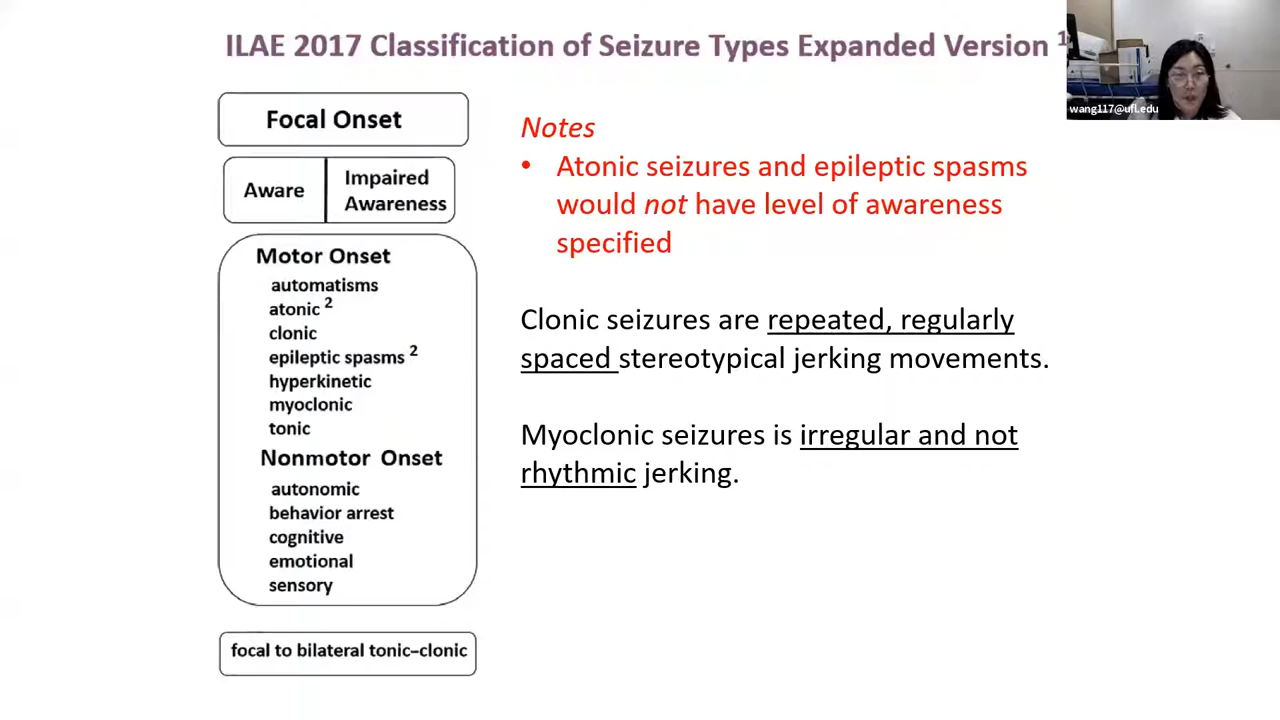 ILAE 2017 Classification of Seizure Types Expanded Version 1
wang117@ufl.edu
Focal Onset
Aware
Impaired
Awareness
Motor Onset
automatisms
atonic 2
clonic
epileptic spasms 2
hyperkinetic
myoclonic
tonic
Nonmotor Onset
autonomic
behavior arrest
cognitive
emotional
sensory
focal to bilateral tonic–clonic
Notes
• Atonic seizures and epileptic spasms
would not have level of awareness
specified
Clonic seizures are repeated, regularly
spaced stereotypical jerking movements.
Myoclonic seizures is irregular and not
rhythmic jerking.